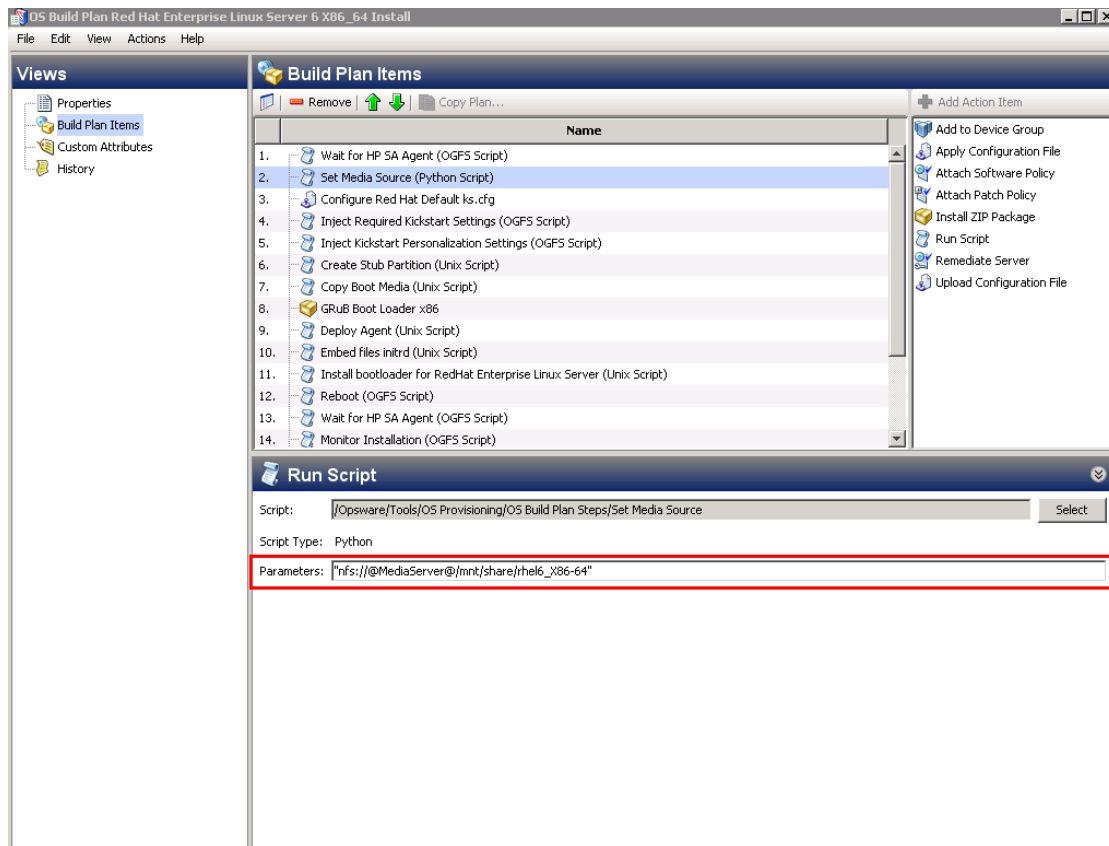 OS Build Plan Red Hat Enterprise Linux Server 6 X86_64 Install
File Edit View Actions Help
Views
Properties
Build Plan Items
Custom Attributes
History
Build Plan Items
Remove Copy Plan...
Name
1. Wait for HP SA Agent (OGFS Script)
2. Set Media Source (Python Script)
3. Configure Red Hat Default ks.cfg
4. Inject Required Kickstart Settings (OGFS Script)
5. Inject Kickstart Personalization Settings (OGFS Script)
6. Create Stub Partition (Unix Script)
7. Copy Boot Media (Unix Script)
8. GRuB Boot Loader x86
9. Deploy Agent (Unix Script)
10. Embed files initrd (Unix Script)
11. Install bootloader for RedHat Enterprise Linux Server (Unix Script)
12. Reboot (OGFS Script)
13. Wait for HP SA Agent (OGFS Script)
14. Monitor Installation (OGFS Script)
Add Action Item
Add to Device Group
Apply Configuration File
Attach Software Policy
Attach Patch Policy
Install ZIP Package
Run Script
Remediate Server
Upload Configuration File
Run Script
Script: /Opsware/Tools/OS Provisioning/OS Build Plan Steps/Set Media Source Select
Script Type: Python
Parameters: "nfs://@MediaServer@/mnt/share/rhel6_X86-64"